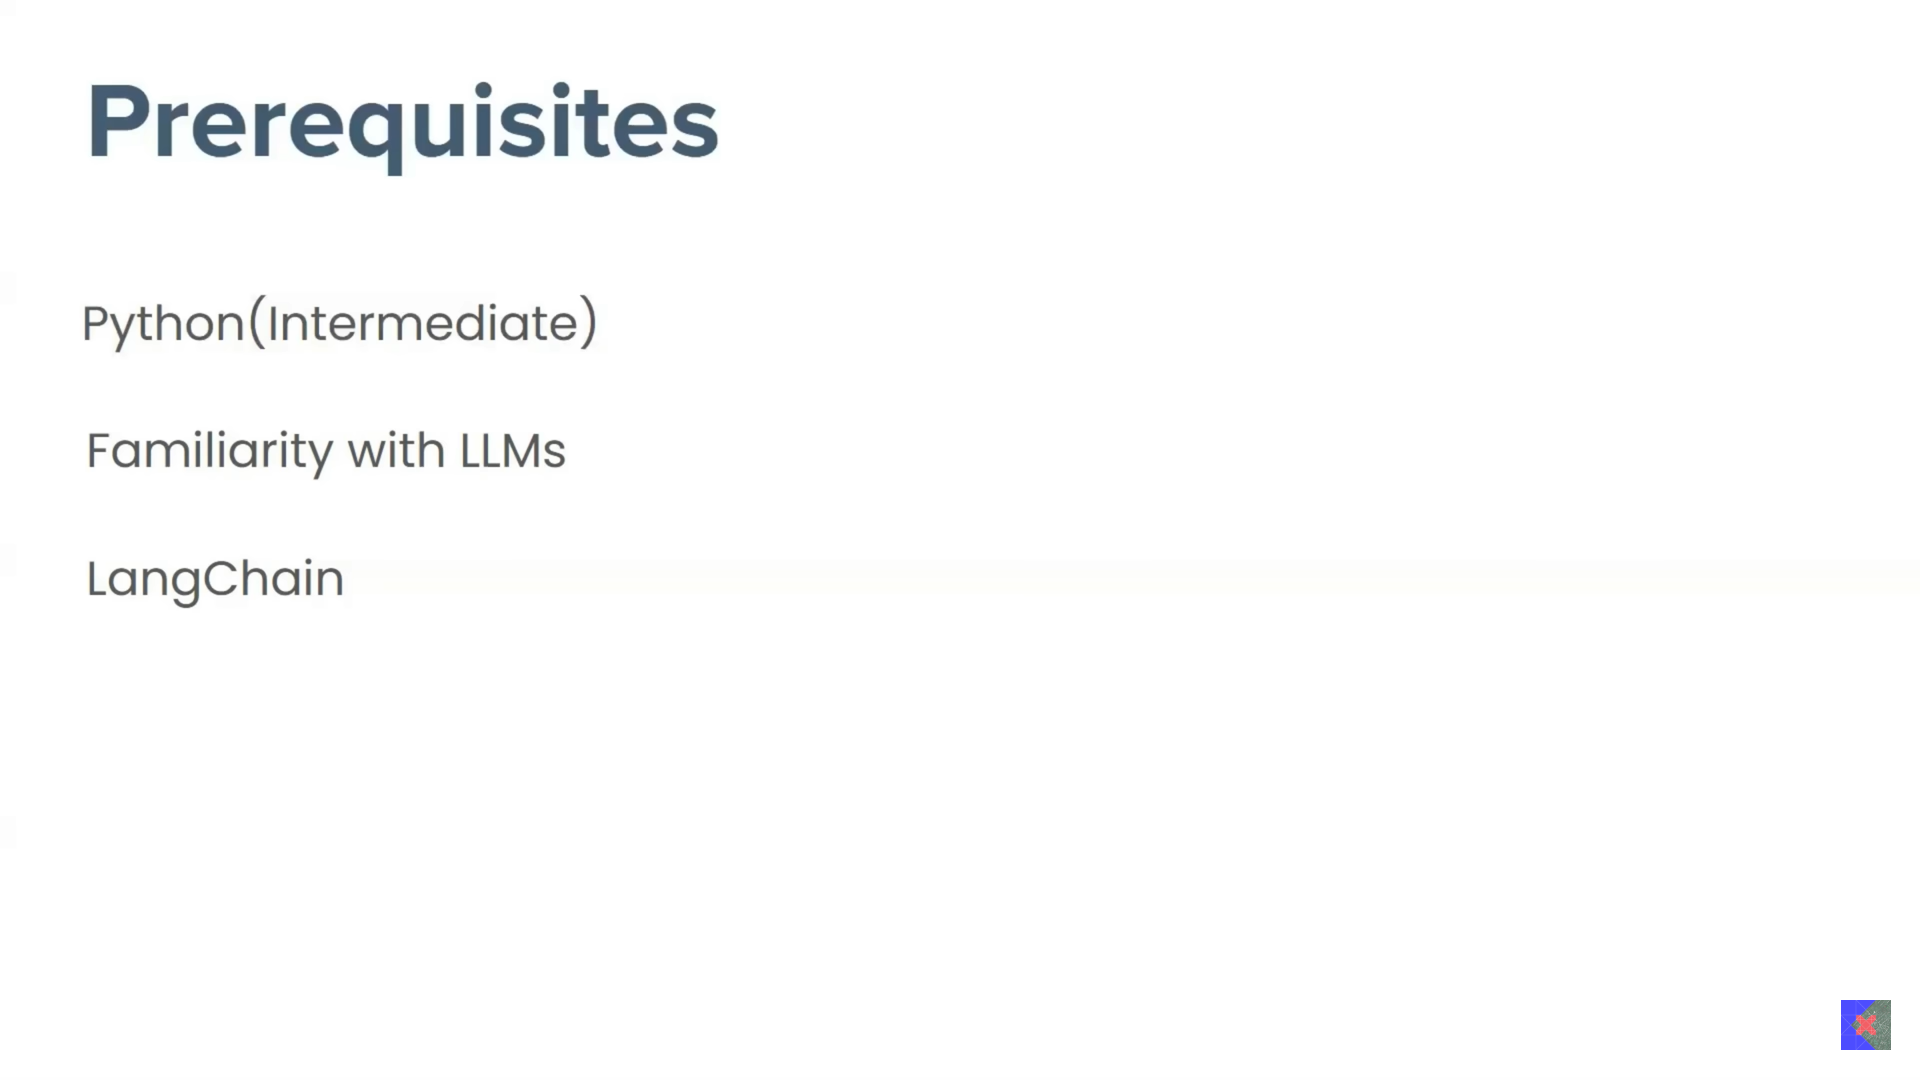 Prerequisites
Python(Intermediate)
Familiarity with LLMs
LangChain